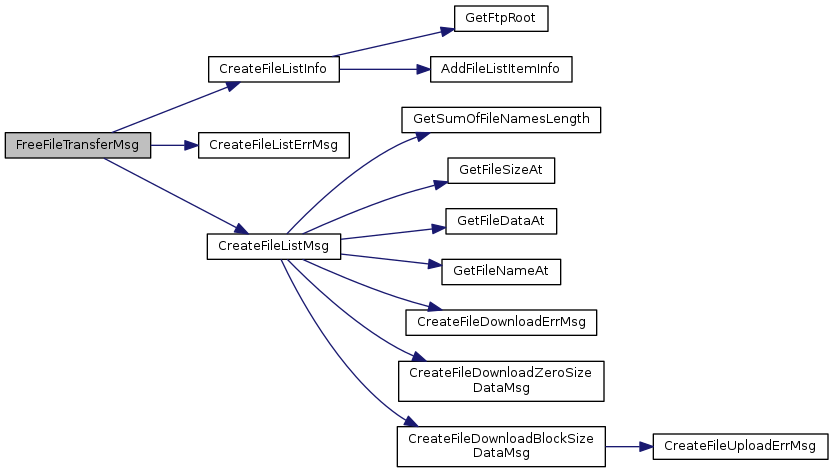 GetFtpRoot
CreateFileListInfo
AddFileListItemInfo
GetSumOfFileNamesLength
FreeFileTransferMsg
CreateFileListErrMsg
GetFileSizeAt
GetFileDataAt
CreateFileListMsg
GetFileNameAt
CreateFileDownloadErrMsg
CreateFileDownloadZeroSize
DataMsg
CreateFileDownloadBlockSize
DataMsg
CreateFileUploadErrMsg